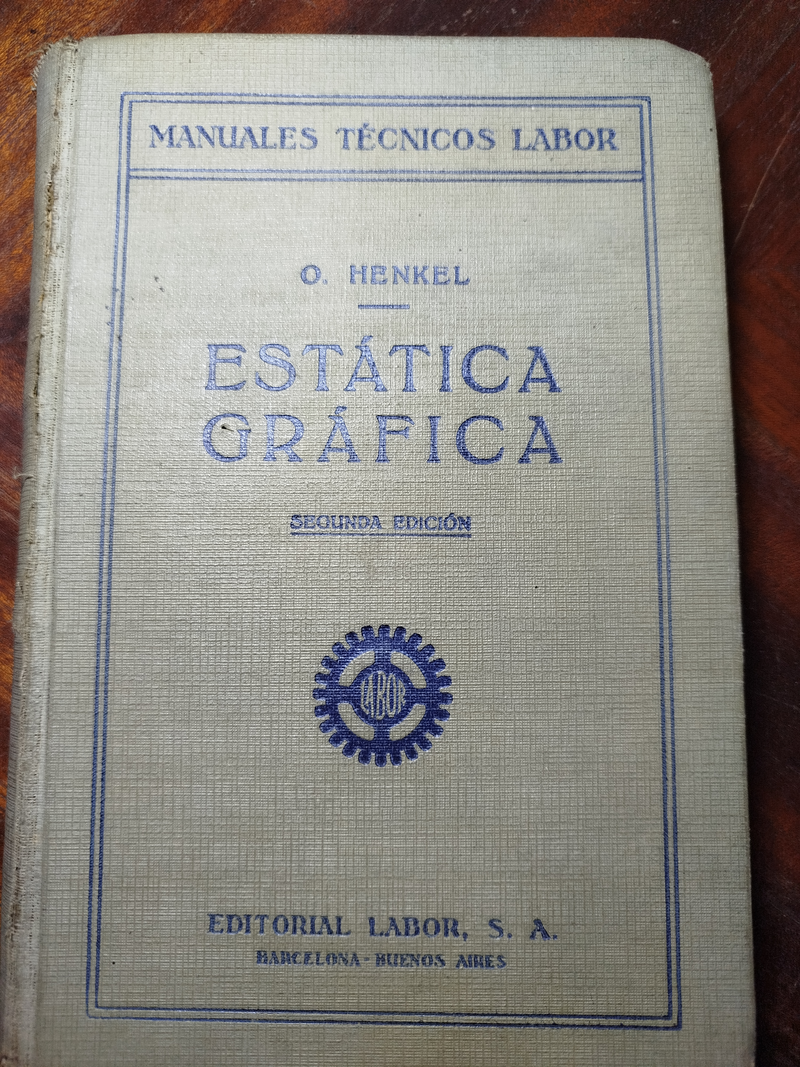 MANUALES TÉCNICOS LABOR
O. HENKEL
ESTÁTICA
GRÁFICA
SEGUNDA EDICIÓN
LABOR
EDITORIAL LABOR, S. A.
BARCELONA-BUENOS AIRES